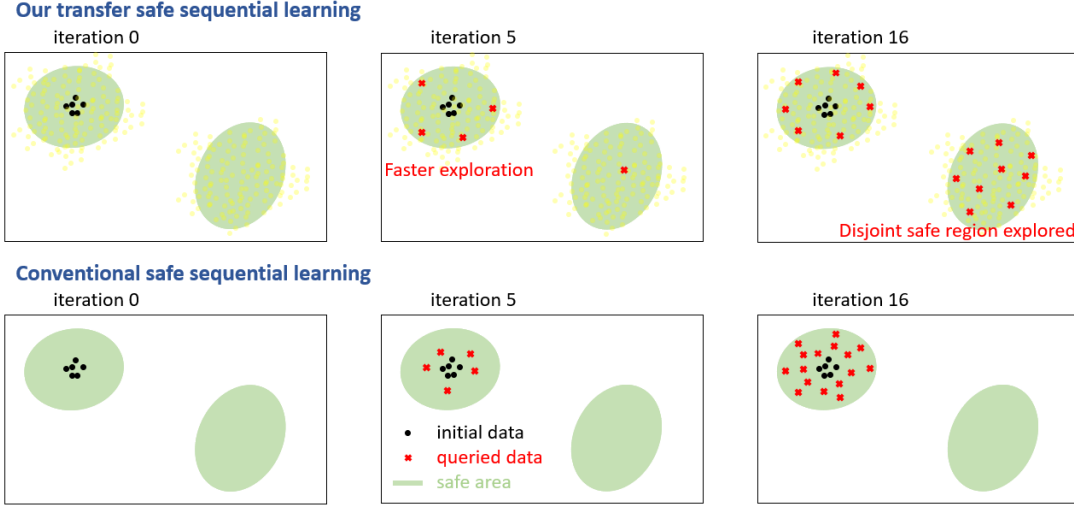 Our transfer safe sequential learning
iteration 0
iteration 5
iteration 16
Faster exploration
Disjoint safe region explored
Conventional safe sequential learning
iteration 0
iteration 5
iteration 16
initial data
queried data
safe area